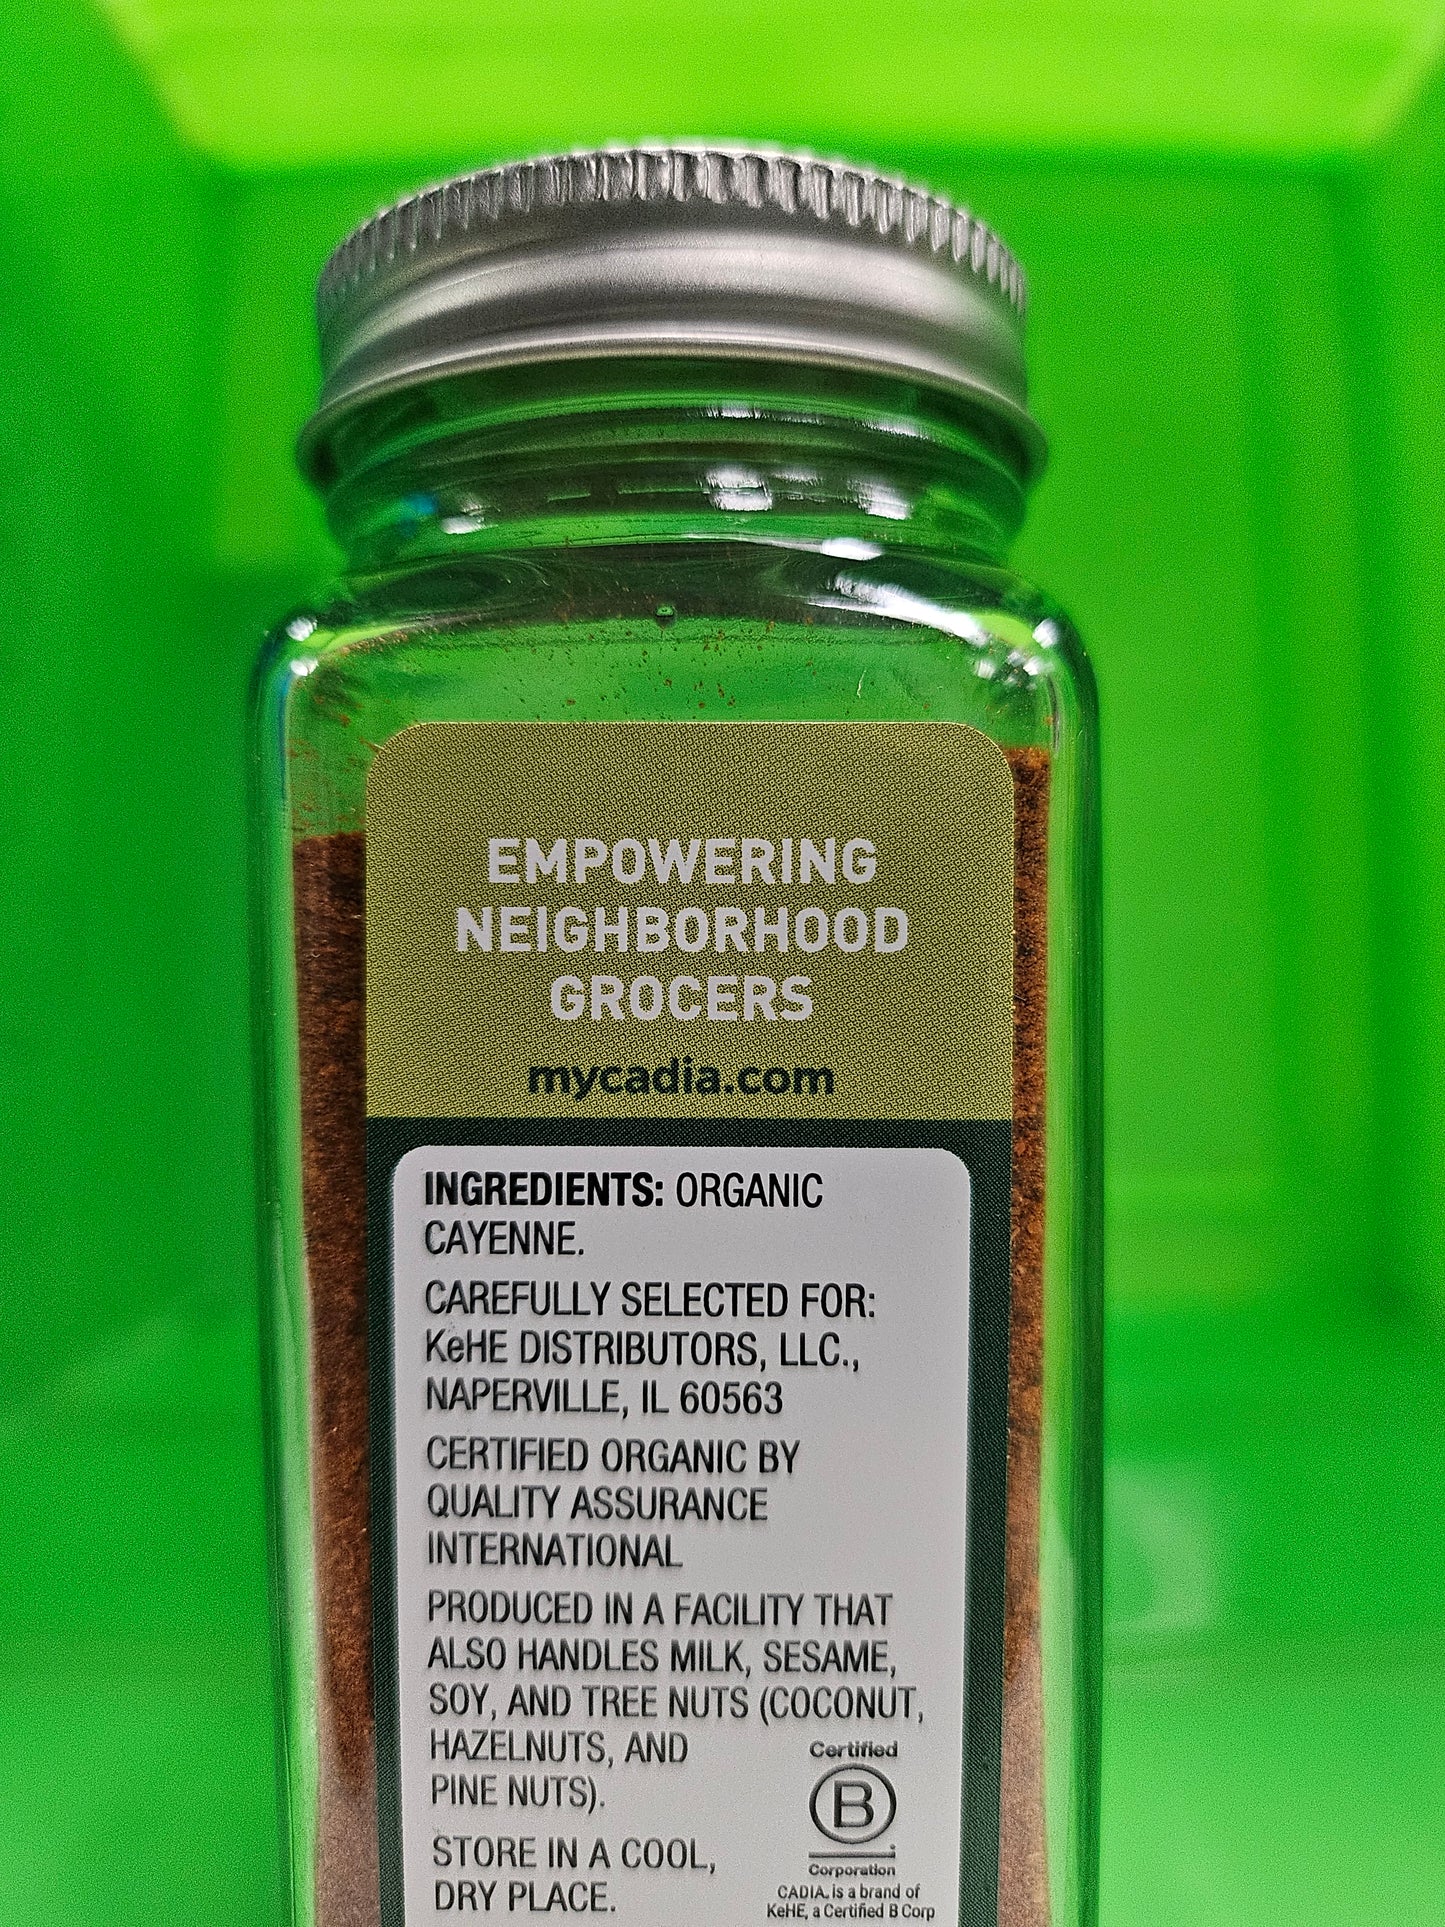 EMPOWERING
NEIGHBORHOOD
GROCERS
mycadia.com
INGREDIENTS: ORGANIC
CAYENNE.
CAREFULLY SELECTED FOR:
KeHE DISTRIBUTORS, LLC.,
NAPERVILLE, IL 60563
CERTIFIED ORGANIC BY
QUALITY ASSURANCE
INTERNATIONAL
PRODUCED IN A FACILITY THAT
ALSO HANDLES MILK, SESAME,
SOY, AND TREE NUTS (COCONUT,
HAZELNUTS, AND
PINE NUTS).
STORE IN A COOL,
DRY PLACE.
Certified
B
Corporation
CADIA. is a brand of
KeHE, a Certified B Corp